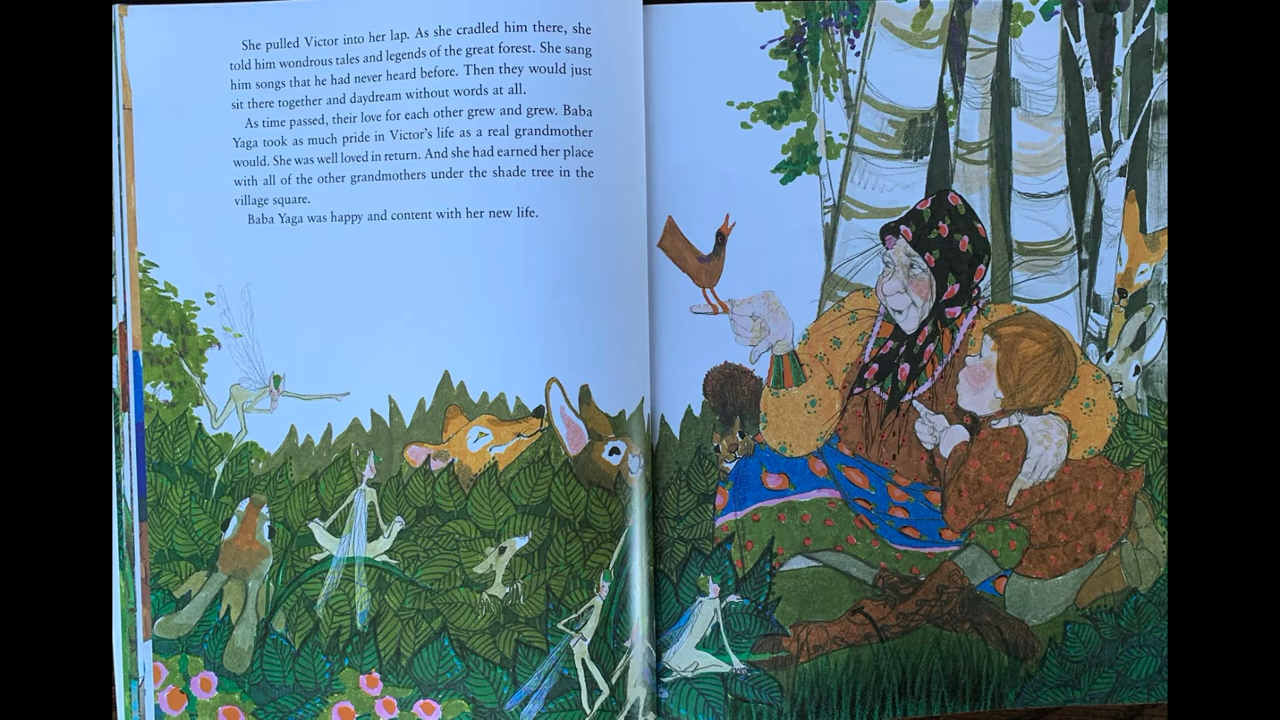 She pulled Victor into her lap. As she cradled him there, she
told him wondrous tales and legends of the great forest. She sang
him songs that he had never heard before. Then they would just
sit there together and daydream without words at all.
As time passed, their love for each other grew and grew. Baba
Yaga took as much pride in Victor's life as a real grandmother
would. She was well loved in return. And she had earned her place
with all of the other grandmothers under the shade tree in the
village square.
Baba Yaga was happy and content with her new life.